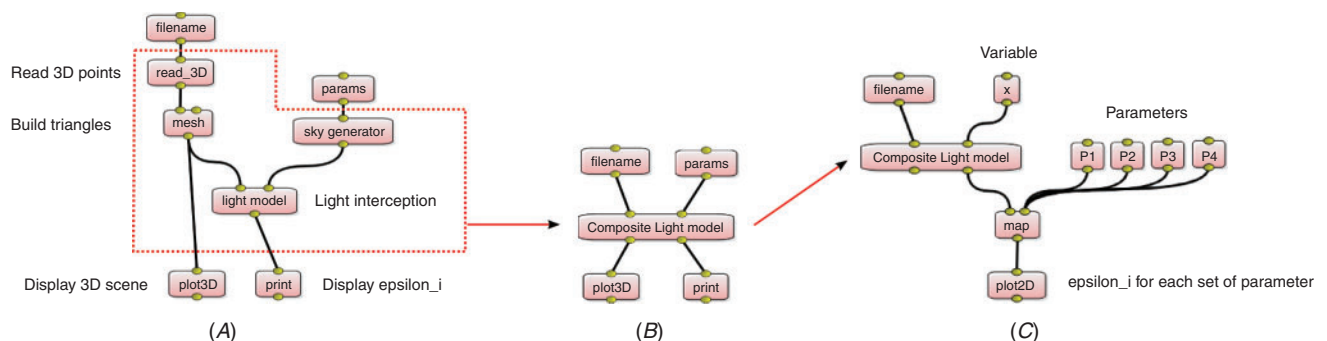 filename
Read 3D points
read_3D
params
Build triangles
mesh
sky generator
light model
Light interception
Display 3D scene
plot3D
print
Display epsilon_i
(A)
filename
params
Composite Light model
plot3D
print
(B)
Variable
filename
x
Parameters
Composite Light model
P1
P2
P3
P4
map
plot2D
epsilon_i for each set of parameter
(C)